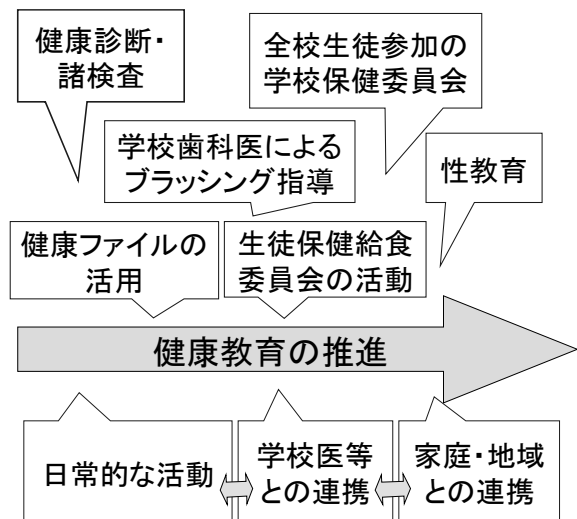 健康診断・
諸検査
全校生徒参加の
学校保健委員会
学校歯科医による
ブラッシング指導
性教育
健康ファイルの
活用
生徒保健給食
委員会の活動
健康教育の推進
日常的な活動
学校医等
との連携
家庭・地域
との連携